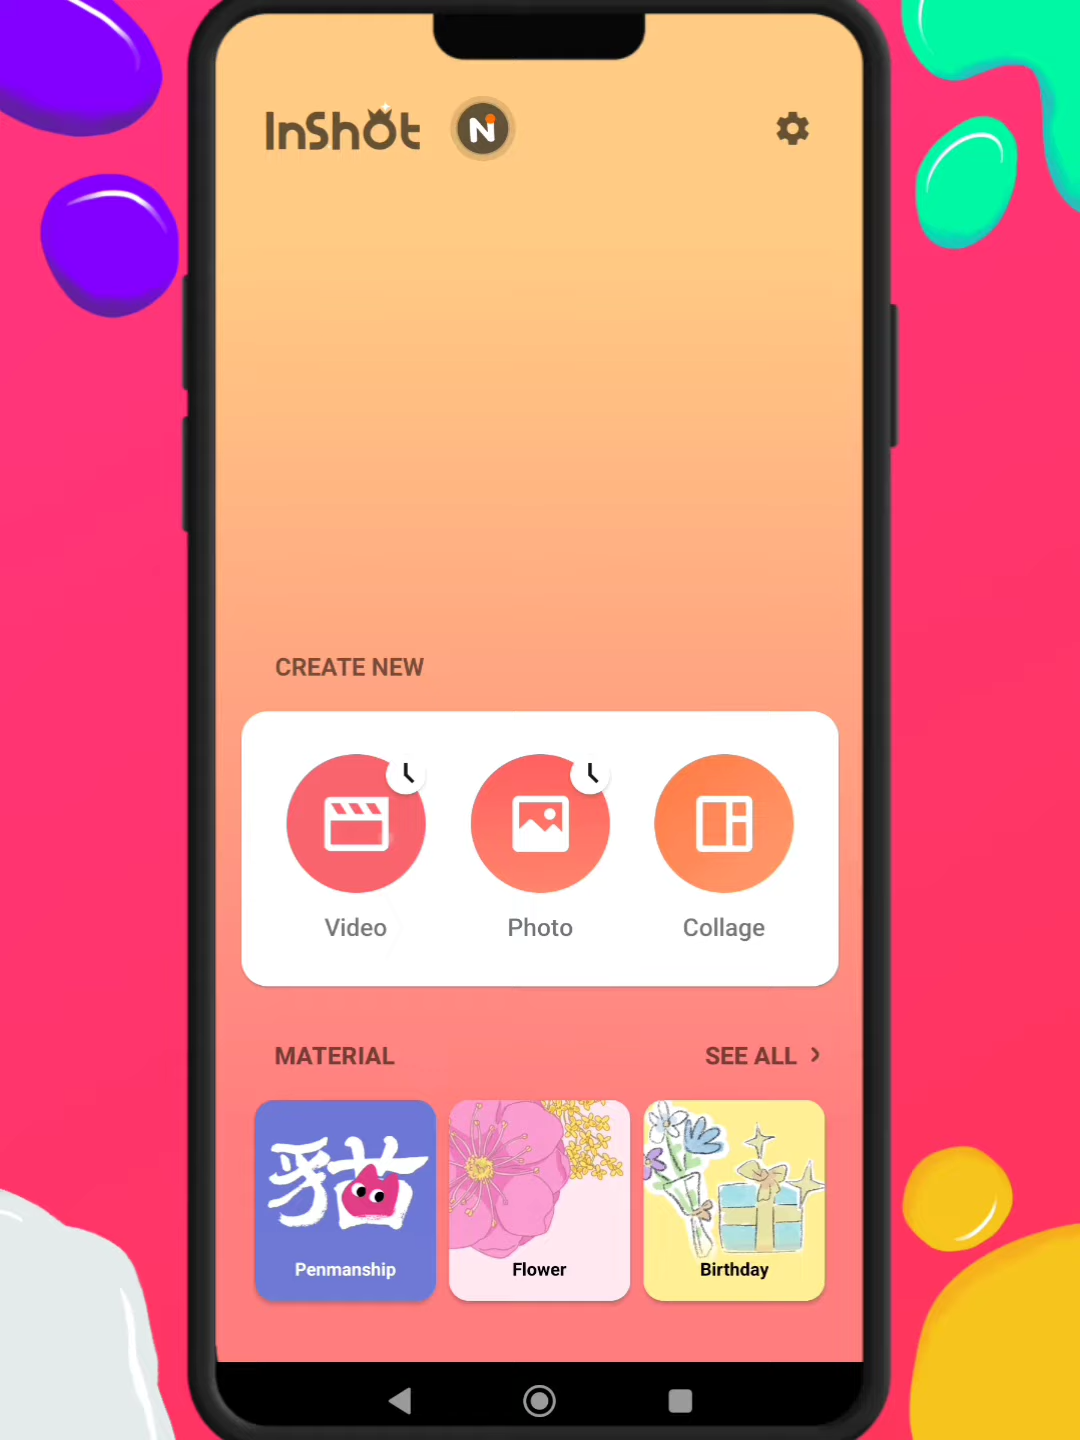 InShot N
CREATE NEW
Video Photo Collage
MATERIAL SEE ALL >
猫
Penmanship Flower Birthday